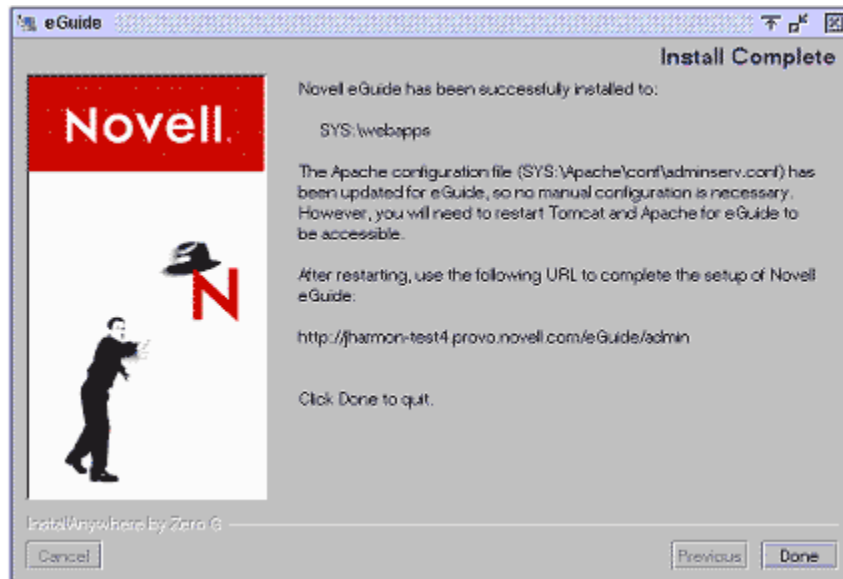 eGuide
Install Complete
Novell
Novell eGuide has been successfully installed to:
SYS:\webapps
The Apache configuration file (SYS:\Apache\conf\adminserv.conf) has
been updated for eGuide, so no manual configuration is necessary.
However, you will need to restart Tomcat and Apache for eGuide to
be accessible.
After restarting, use the following URL to complete the setup of Novell
eGuide:
http://jharmon-test4.provo.novell.com/eGuide/admin
Click Done to quit.
N
InstallAnywhere by Zero G
Cancel
Previous
Done